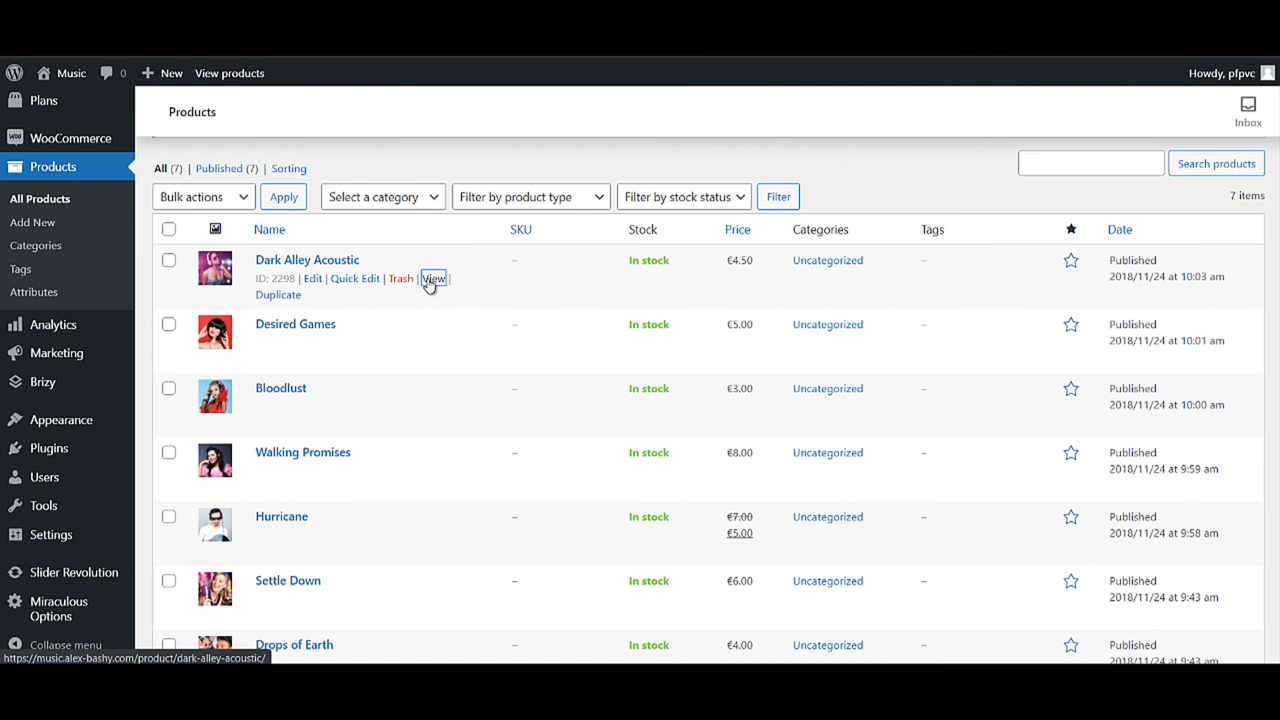 Music 0 New View products Howdy, pfpvc
Plans
WooCommerce
Products
All Products
Add New
Categories
Tags
Attributes
Analytics
Marketing
Brizy
Appearance
Plugins
Users
Tools
Settings
Slider Revolution
Miraculous
Options
Collapse menu
Products
Inbox
All (7) | Published (7) | Sorting
Search products
Bulk actions Apply Select a category Filter by product type Filter by stock status Filter
7 items
Name SKU Stock Price Categories Tags Date
Dark Alley Acoustic – In stock €4.50 Uncategorized – Published
ID: 2298 | Edit | Quick Edit | Trash | View | 2018/11/24 at 10:03 am
Duplicate
Desired Games – In stock €5.00 Uncategorized – Published
2018/11/24 at 10:01 am
Bloodlust – In stock €3.00 Uncategorized – Published
2018/11/24 at 10:00 am
Walking Promises – In stock €8.00 Uncategorized – Published
2018/11/24 at 9:59 am
Hurricane – In stock €7.00 Uncategorized – Published
€5.00 2018/11/24 at 9:58 am
Settle Down – In stock €6.00 Uncategorized – Published
2018/11/24 at 9:43 am
Drops of Earth – In stock €4.00 Uncategorized – Published
2018/11/24 at 9:43 am
https://music.alex-bashy.com/product/dark-alley-acoustic/